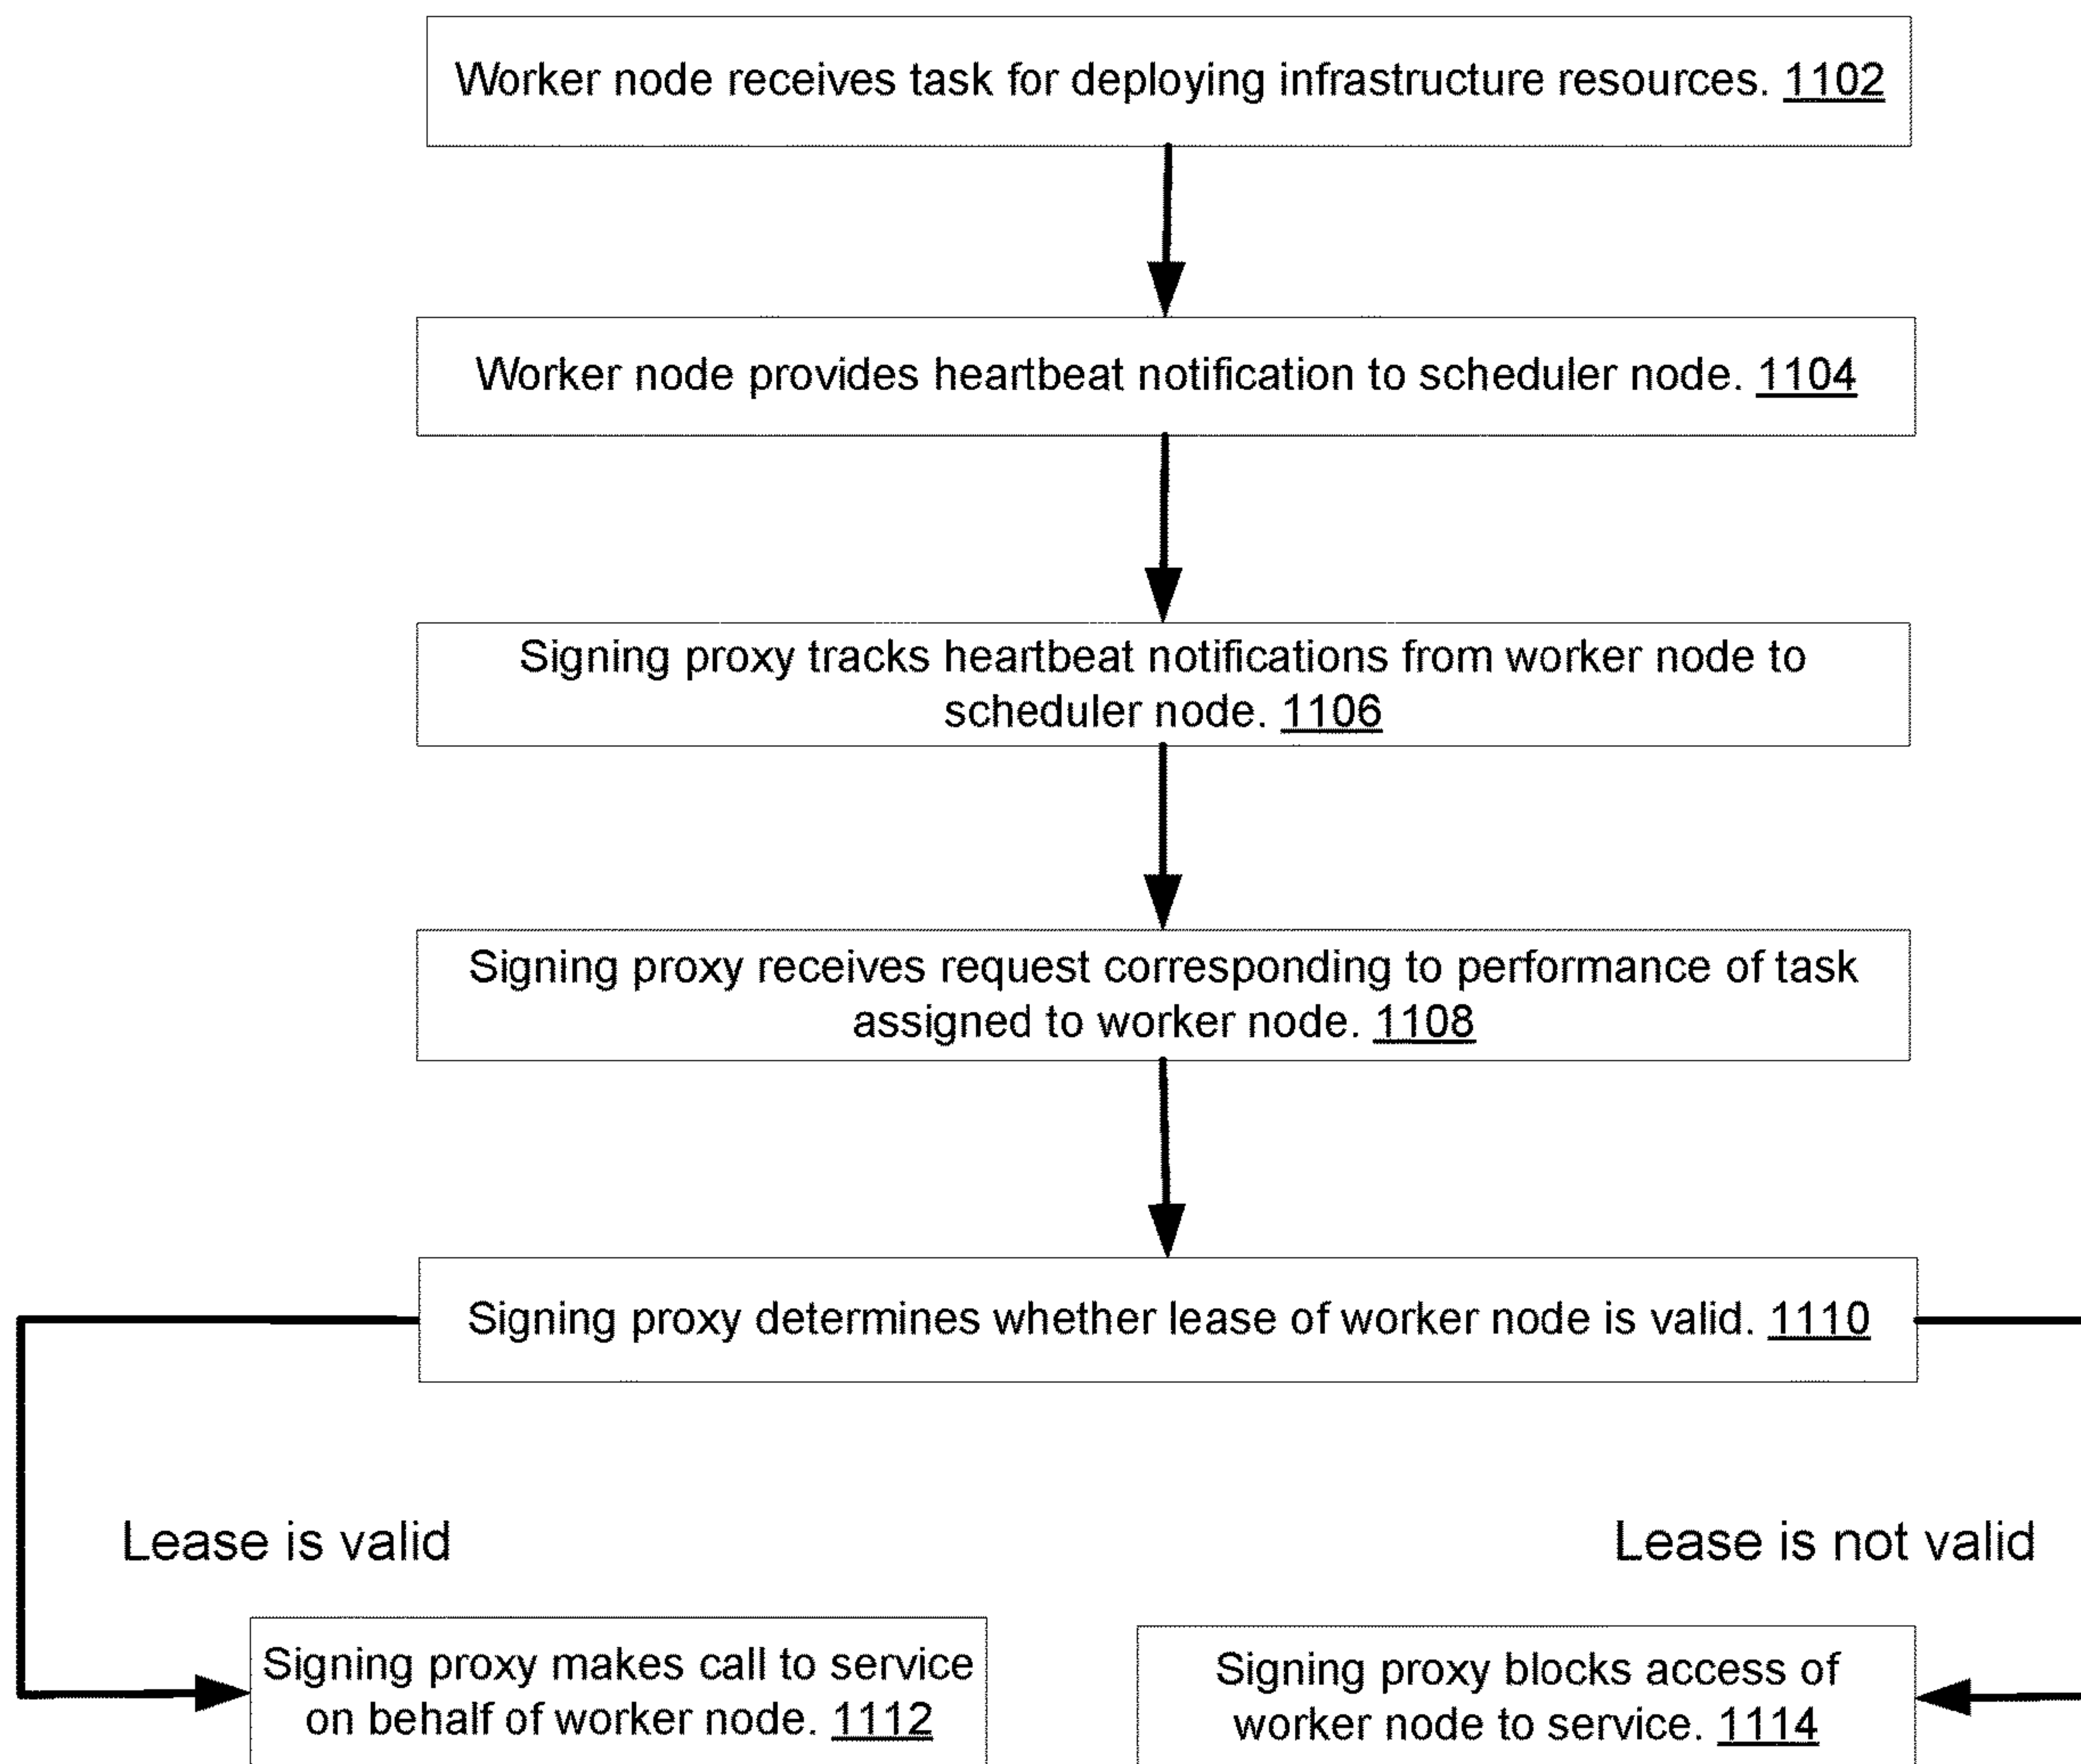 Worker node receives task for deploying infrastructure resources. 1102
Worker node provides heartbeat notification to scheduler node. 1104
Signing proxy tracks heartbeat notifications from worker node to
scheduler node. 1106
Signing proxy receives request corresponding to performance of task
assigned to worker node. 1108
Signing proxy determines whether lease of worker node is valid. 1110
Lease is valid
Lease is not valid
Signing proxy makes call to service
on behalf of worker node. 1112
Signing proxy blocks access of
worker node to service. 1114